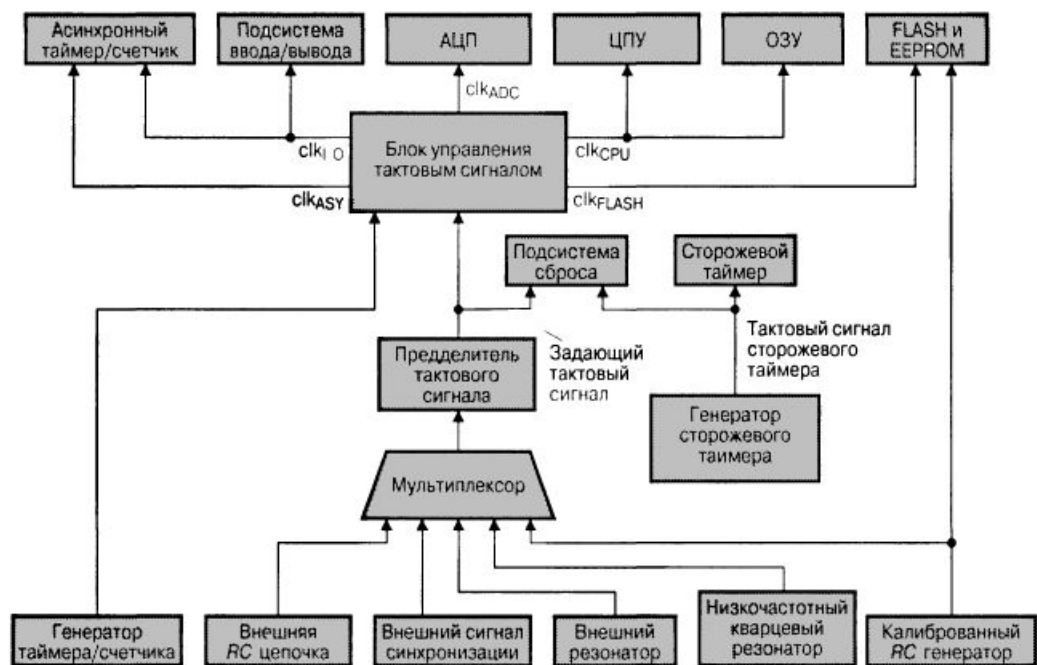 Асинхронный
таймер/счетчик
Подсистема
ввода/вывода
АЦП
ЦПУ
ОЗУ
FLASH и
EEPROM
clkADC
clkI O
Блок управления
тактовым сигналом
clkCPU
clkASY
clkFLASH
Подсистема
сброса
Сторожевой
таймер
Предделитель
тактового
сигнала
Задающий
тактовый
сигнал
Тактовый сигнал
сторожевого
таймера
Генератор
сторожевого
таимера
Мультиплексор
Генератор
таймера/счетчика
Внешняя
RC цепочка
Внешний сигнал
синхронизации
Внешний
резонатор
Низкочастотный
кварцевый
резонатор
Калиброванный
RC генератор